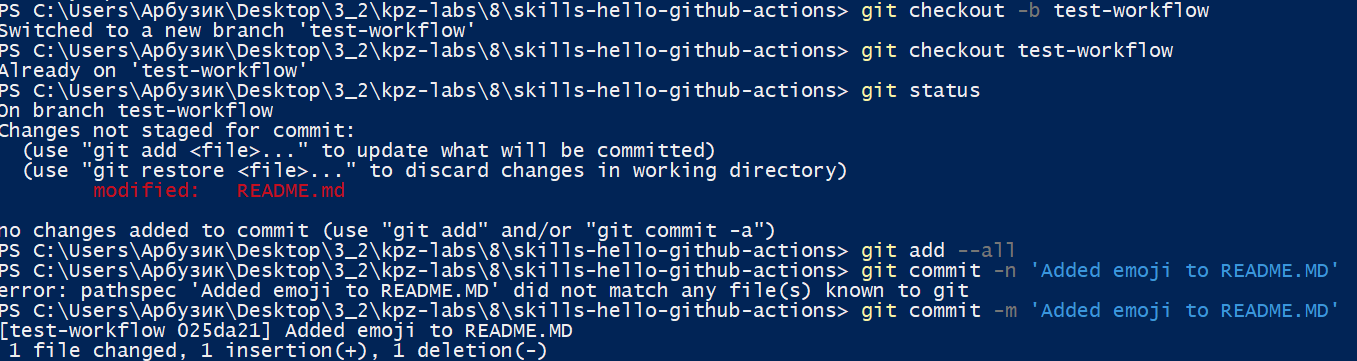 PS C:\Users\Арбузик\Desktop\3_2\kpz-labs\8\skills-hello-github-actions> git checkout -b test-workflow
Switched to a new branch 'test-workflow'
PS C:\Users\Арбузик\Desktop\3_2\kpz-labs\8\skills-hello-github-actions> git checkout test-workflow
Already on 'test-workflow'
PS C:\Users\Арбузик\Desktop\3_2\kpz-labs\8\skills-hello-github-actions> git status
On branch test-workflow
Changes not staged for commit:
  (use "git add <file>..." to update what will be committed)
  (use "git restore <file>..." to discard changes in working directory)
        modified:   README.md
no changes added to commit (use "git add" and/or "git commit -a")
PS C:\Users\Арбузик\Desktop\3_2\kpz-labs\8\skills-hello-github-actions> git add --all
PS C:\Users\Арбузик\Desktop\3_2\kpz-labs\8\skills-hello-github-actions> git commit -n 'Added emoji to README.MD'
error: pathspec 'Added emoji to README.MD' did not match any file(s) known to git
PS C:\Users\Арбузик\Desktop\3_2\kpz-labs\8\skills-hello-github-actions> git commit -m 'Added emoji to README.MD'
[test-workflow 025da21] Added emoji to README.MD
 1 file changed, 1 insertion(+), 1 deletion(-)